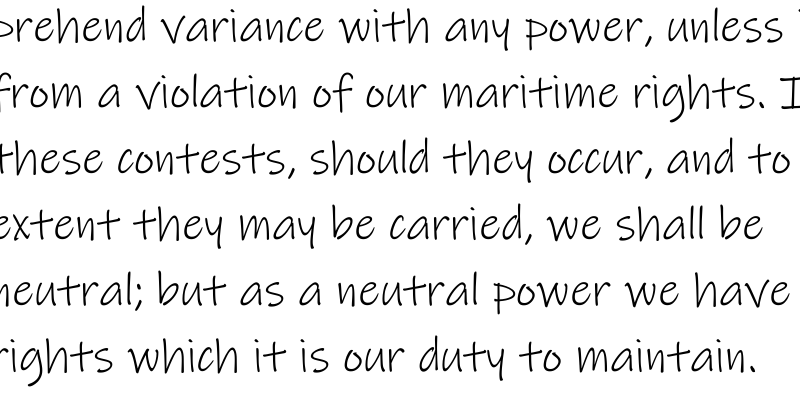 prehend variance with any power, unless
from a violation of our maritime rights. I
these contests, should they occur, and to
extent they may be carried, we shall be
neutral; but as a neutral power we have
rights which it is our duty to maintain.